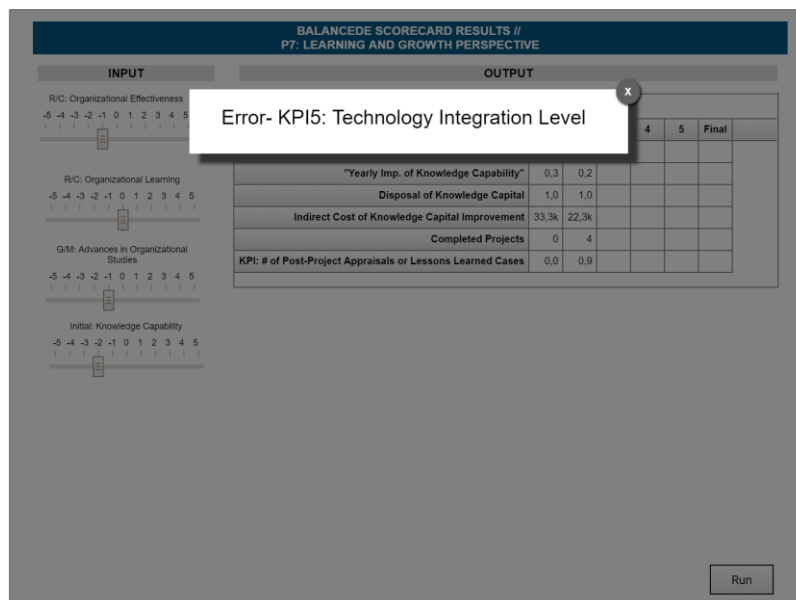 BALANCEDE SCORECARD RESULTS //
P7: LEARNING AND GROWTH PERSPECTIVE
INPUT
OUTPUT
R/C: Organizational Effectiveness
-5 -4 -3 -2 -1 0 1 2 3 4 5
x
Error- KPI5: Technology Integration Level
4 5 Final
"Yearly Imp. of Knowledge Capability" 0,3 0,2
R/C: Organizational Learning
-5 -4 -3 -2 -1 0 1 2 3 4 5
Disposal of Knowledge Capital 1,0 1,0
Indirect Cost of Knowledge Capital Improvement 33,3k 22,3k
Completed Projects 0 4
G/M: Advances in Organizational
Studies
KPI: # of Post-Project Appraisals or Lessons Learned Cases 0,0 0,9
-5 -4 -3 -2 -1 0 1 2 3 4 5
Initial: Knowledge Capability
-5 -4 -3 -2 -1 0 1 2 3 4 5
Run